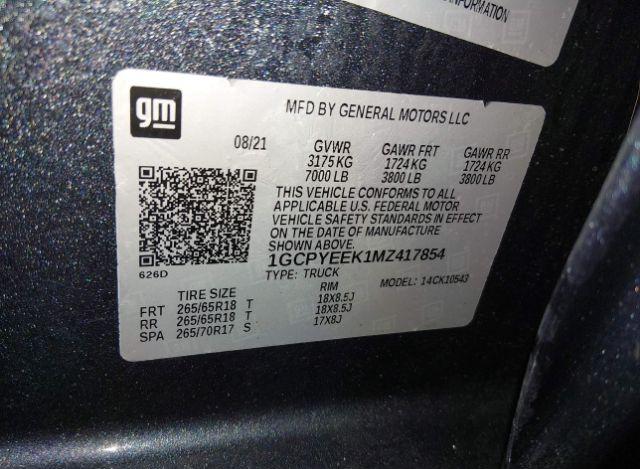 INFORMATION
gm
MFD BY GENERAL MOTORS LLC
08/21 GVWR GAWR FRT GAWR RR
3175 KG 1724 KG 1724 KG
7000 LB 3800 LB 3800 LB
THIS VEHICLE CONFORMS TO ALL
APPLICABLE U.S. FEDERAL MOTOR
VEHICLE SAFETY STANDARDS IN EFFECT
ON THE DATE OF MANUFACTURE
SHOWN ABOVE.
1GCPYEEK1MZ417854
626D
TYPE: TRUCK MODEL: 14CK10543
TIRE SIZE RIM
FRT 265/65R18 T 18X8.5J
RR 265/65R18 T 18X8.5J
SPA 265/70R17 S 17X8J